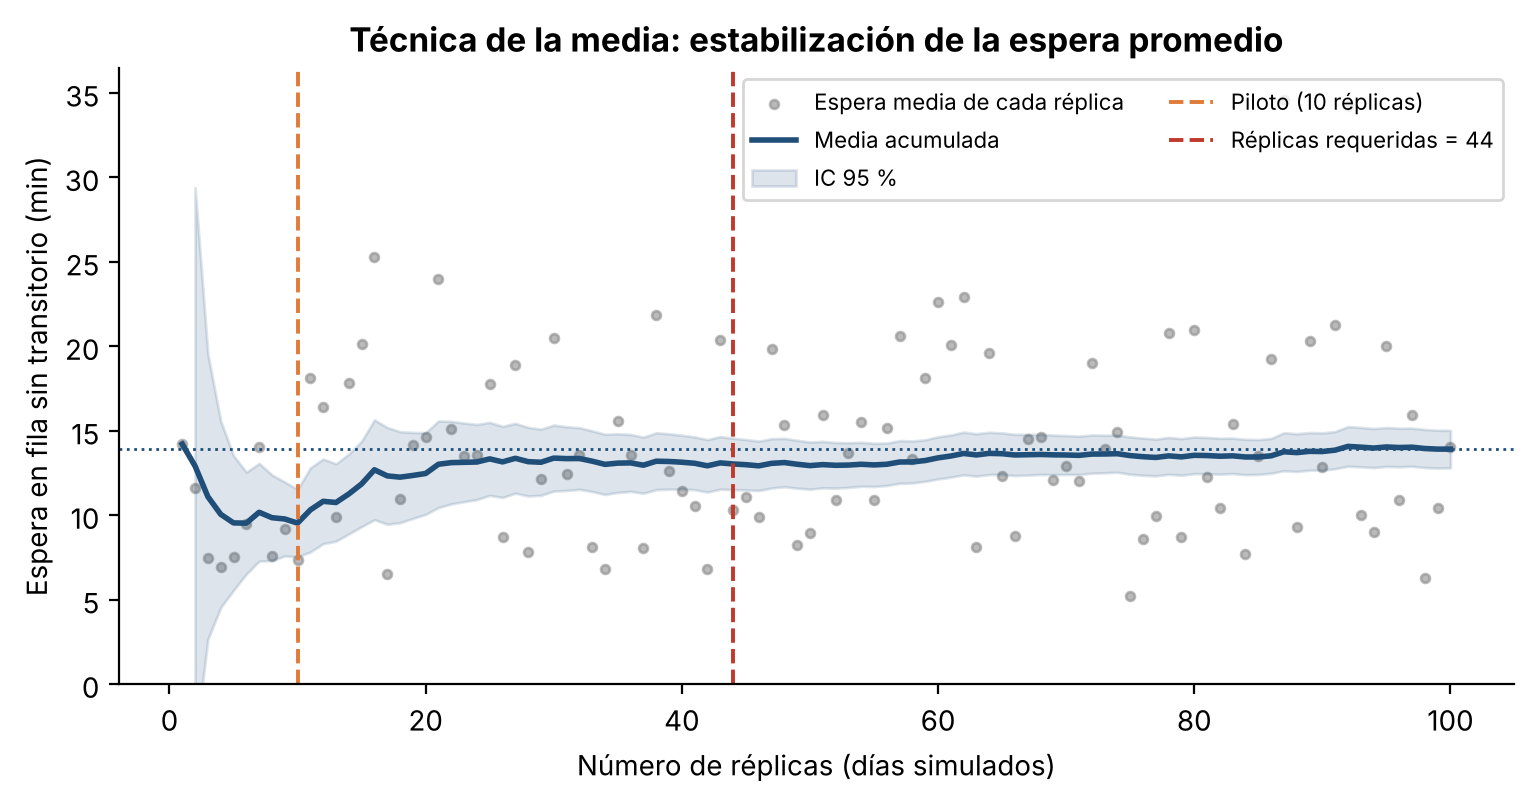 Técnica de la media: estabilización de la espera promedio
Espera en fila sin transitorio (min)
35
30
25
20
15
10
5
0
Espera media de cada réplica
Media acumulada
IC 95 %
Piloto (10 réplicas)
Réplicas requeridas = 44
0 20 40 60 80 100
Número de réplicas (días simulados)